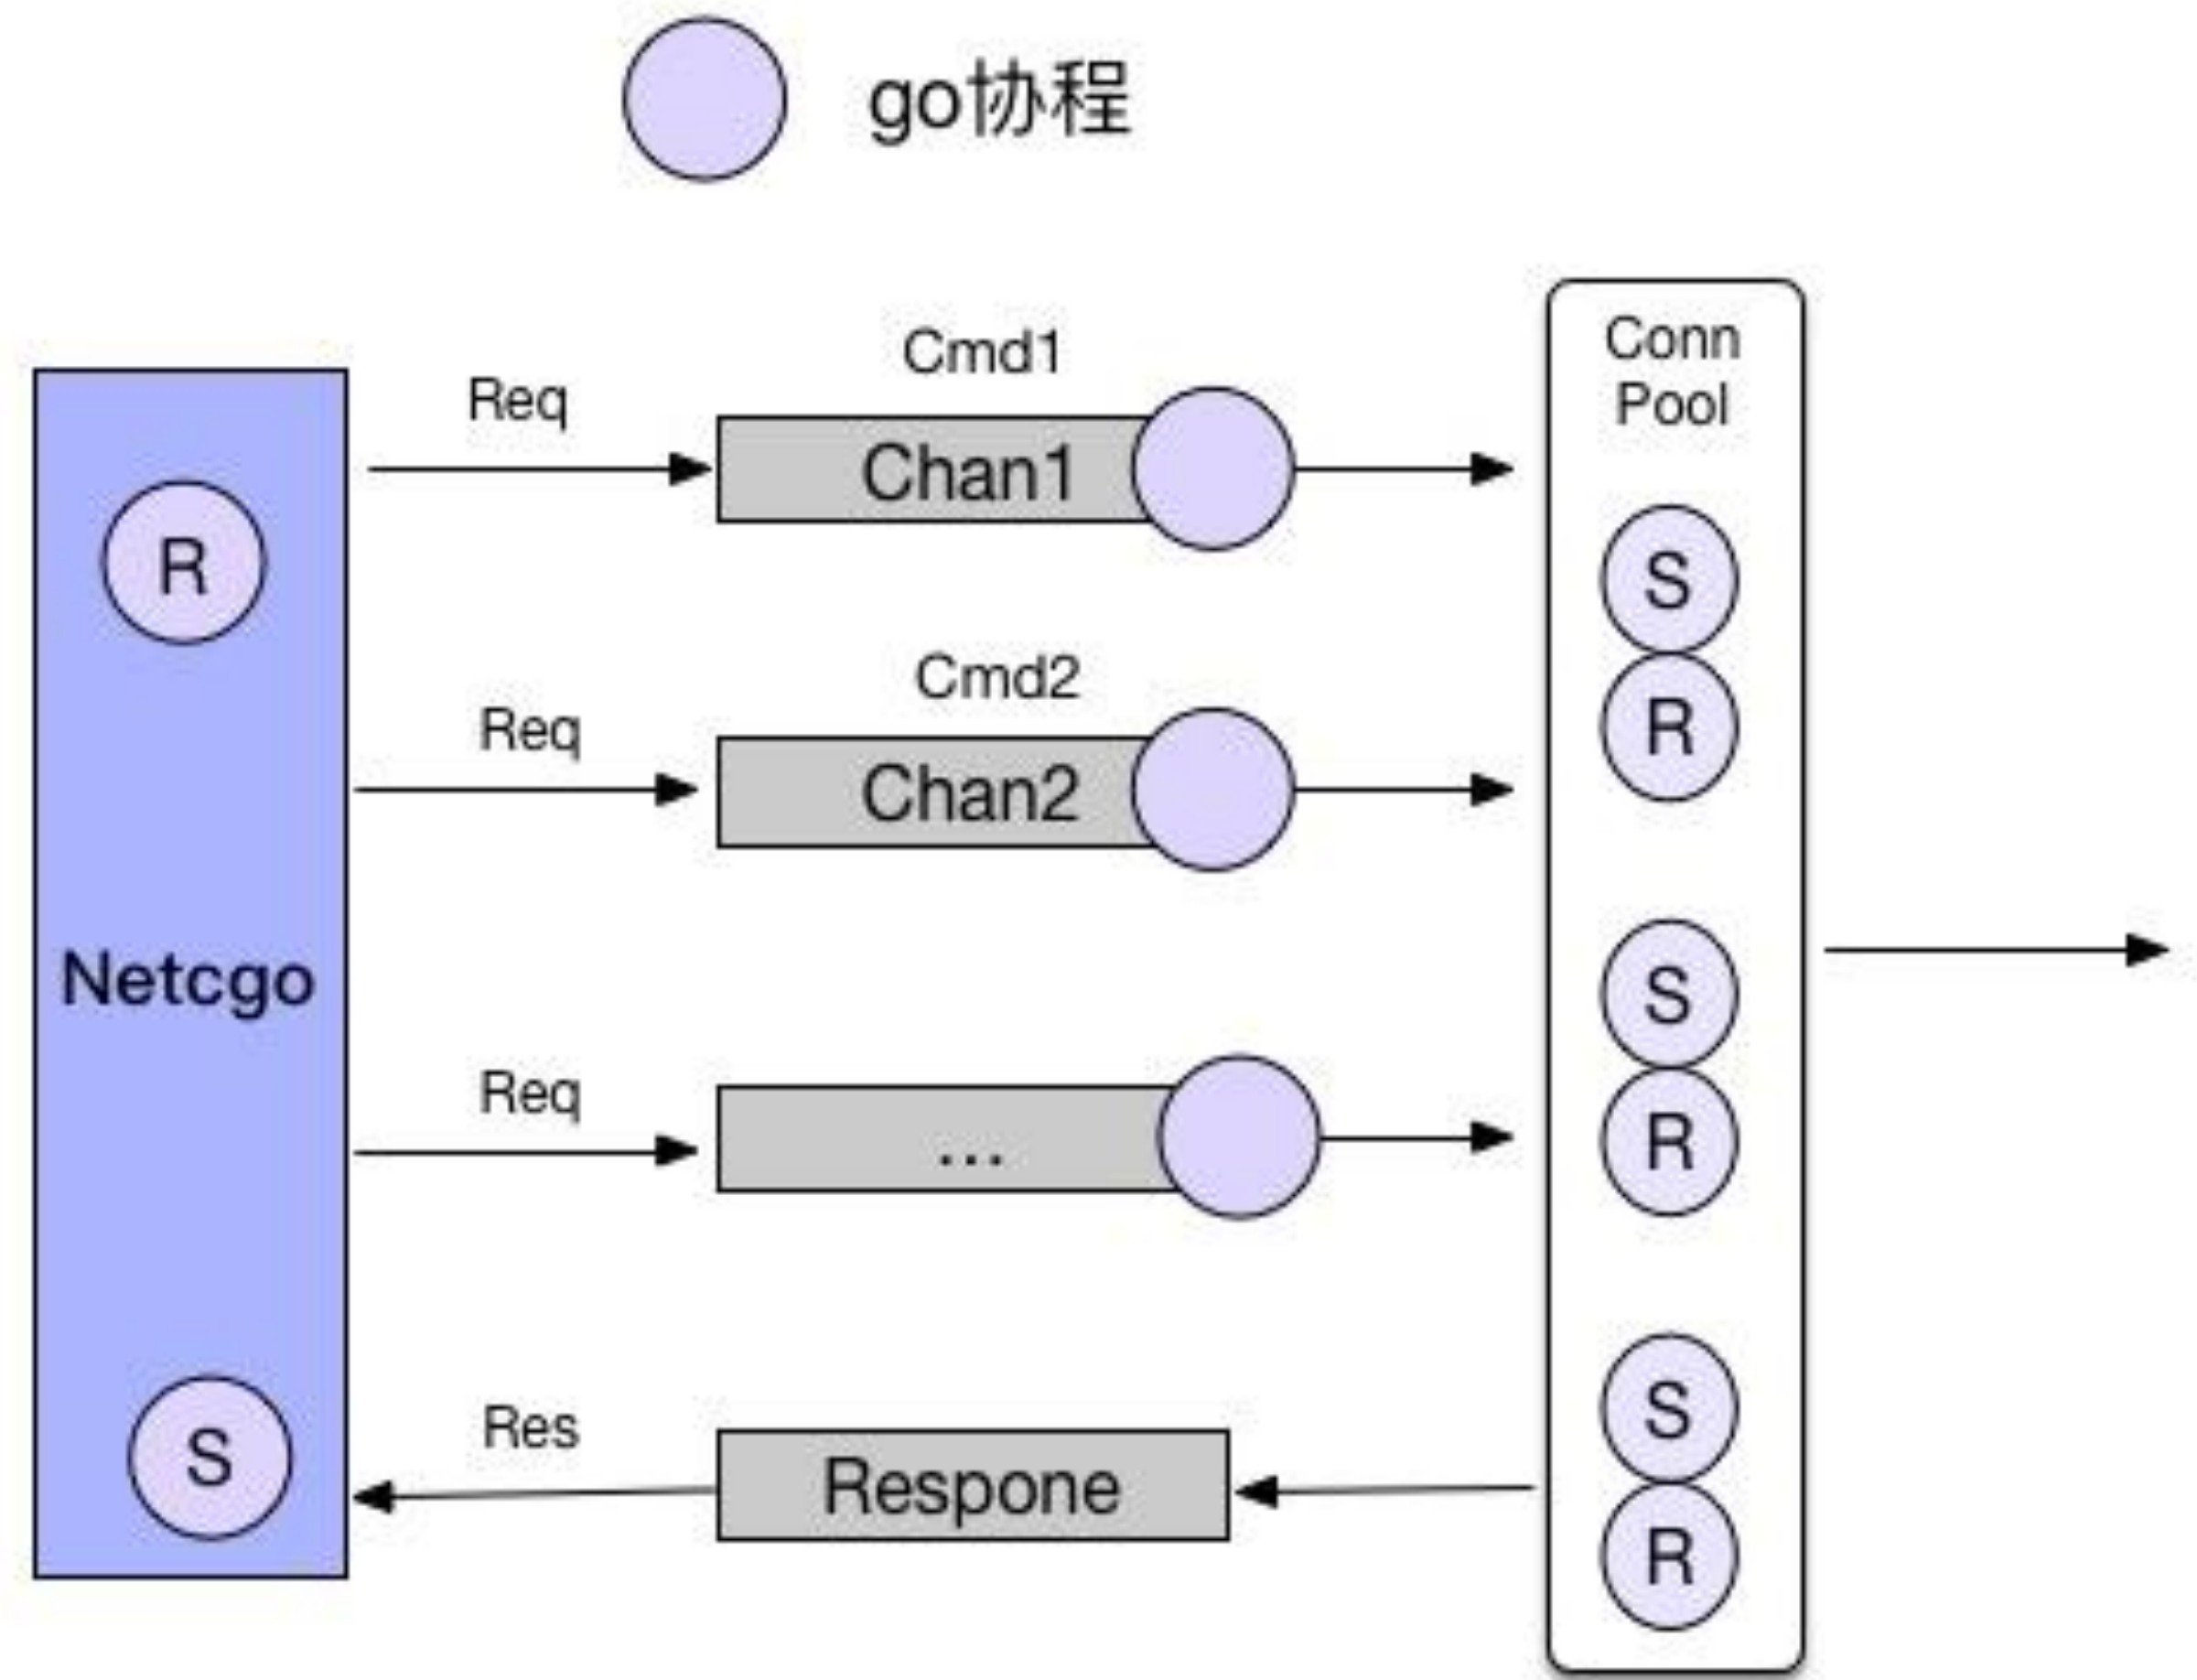 go协程
Cmd1
Req
Chan1
Conn
Pool
R
S
R
Cmd2
Req
Chan2
Netcgo
S
R
Req
...
S
Res
Respone
S
R